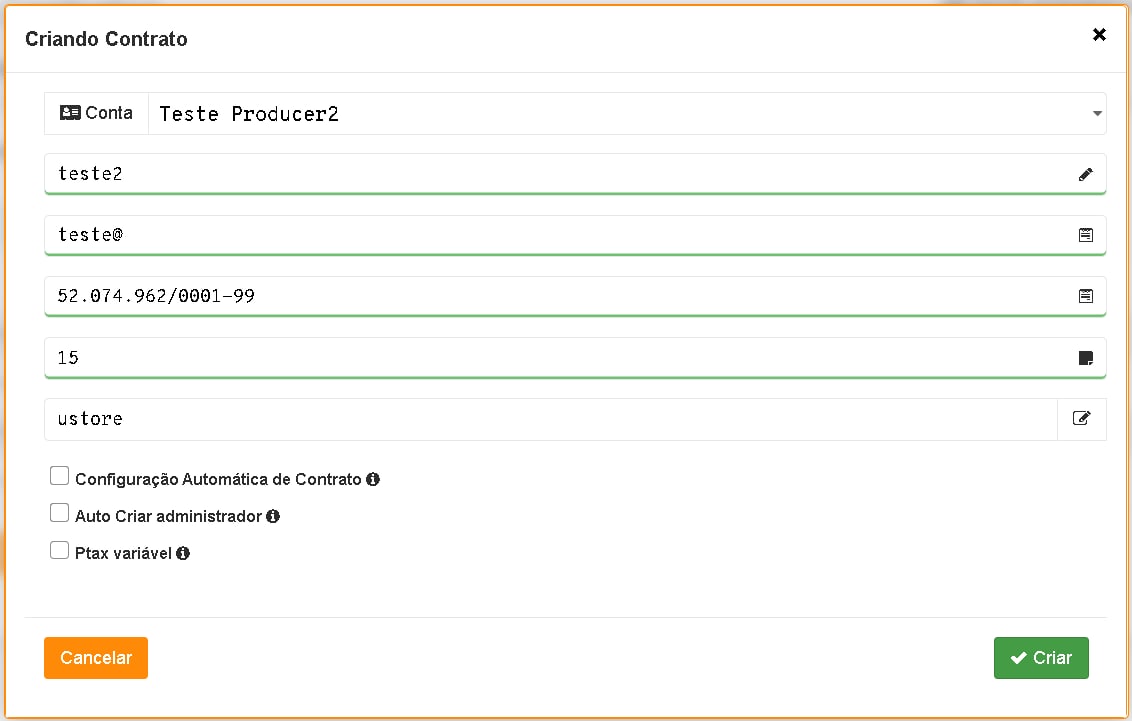 Criando Contrato
Conta Teste Producer2
teste2
teste@
52.074.962/0001-99
15
ustore
Configuração Automática de Contrato
Auto Criar administrador
Ptax variável
Cancelar Criar